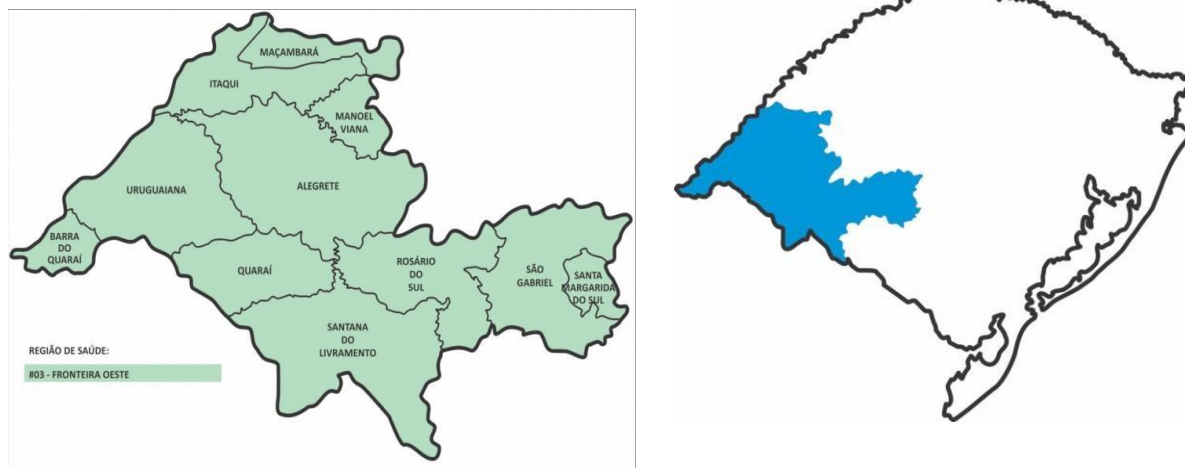 MAÇAMBARÁ
ITAQUI
MANOEL
VIANA
URUGUAIANA
ALEGRETE
BARRA
DO
QUARAÍ
QUARAÍ
ROSÁRIO
DO
SUL
SÃO
GABRIEL
SANTA
MARGARIDA
DO SUL
SANTANA
DO
LIVRAMENTO
REGIÃO DE SAÚDE:
#03 - FRONTEIRA OESTE